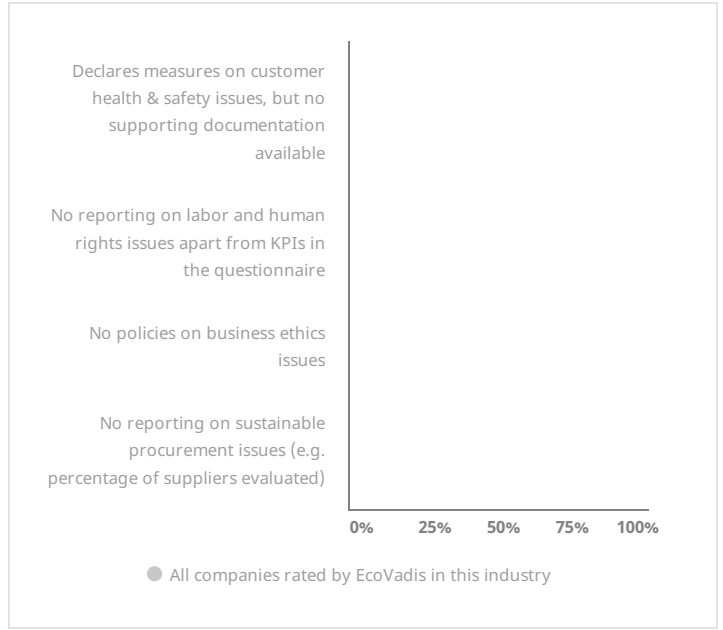 Declares measures on customer
health & safety issues, but no
supporting documentation
available
No reporting on labor and human
rights issues apart from KPIs in
the questionnaire
No policies on business ethics
issues
No reporting on sustainable
procurement issues (e.g.
percentage of suppliers evaluated)
0% 25% 50% 75% 100%
All companies rated by EcoVadis in this industry